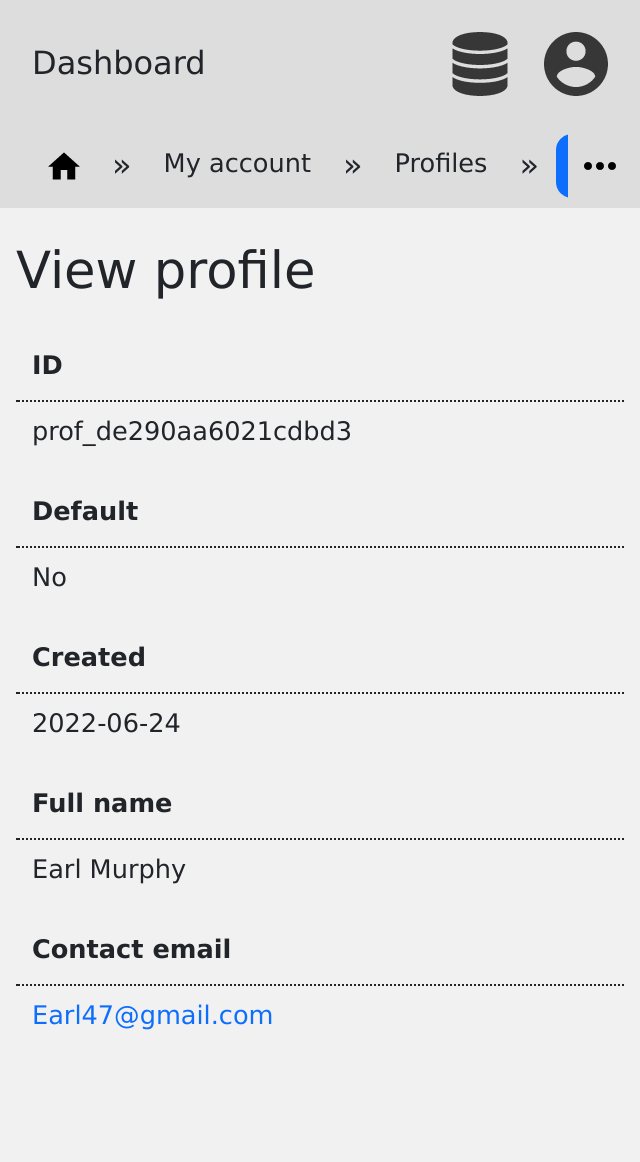 Dashboard
» My account » Profiles »
View profile
ID
prof_de290aa6021cdbd3
Default
No
Created
2022-06-24
Full name
Earl Murphy
Contact email
Earl47@gmail.com